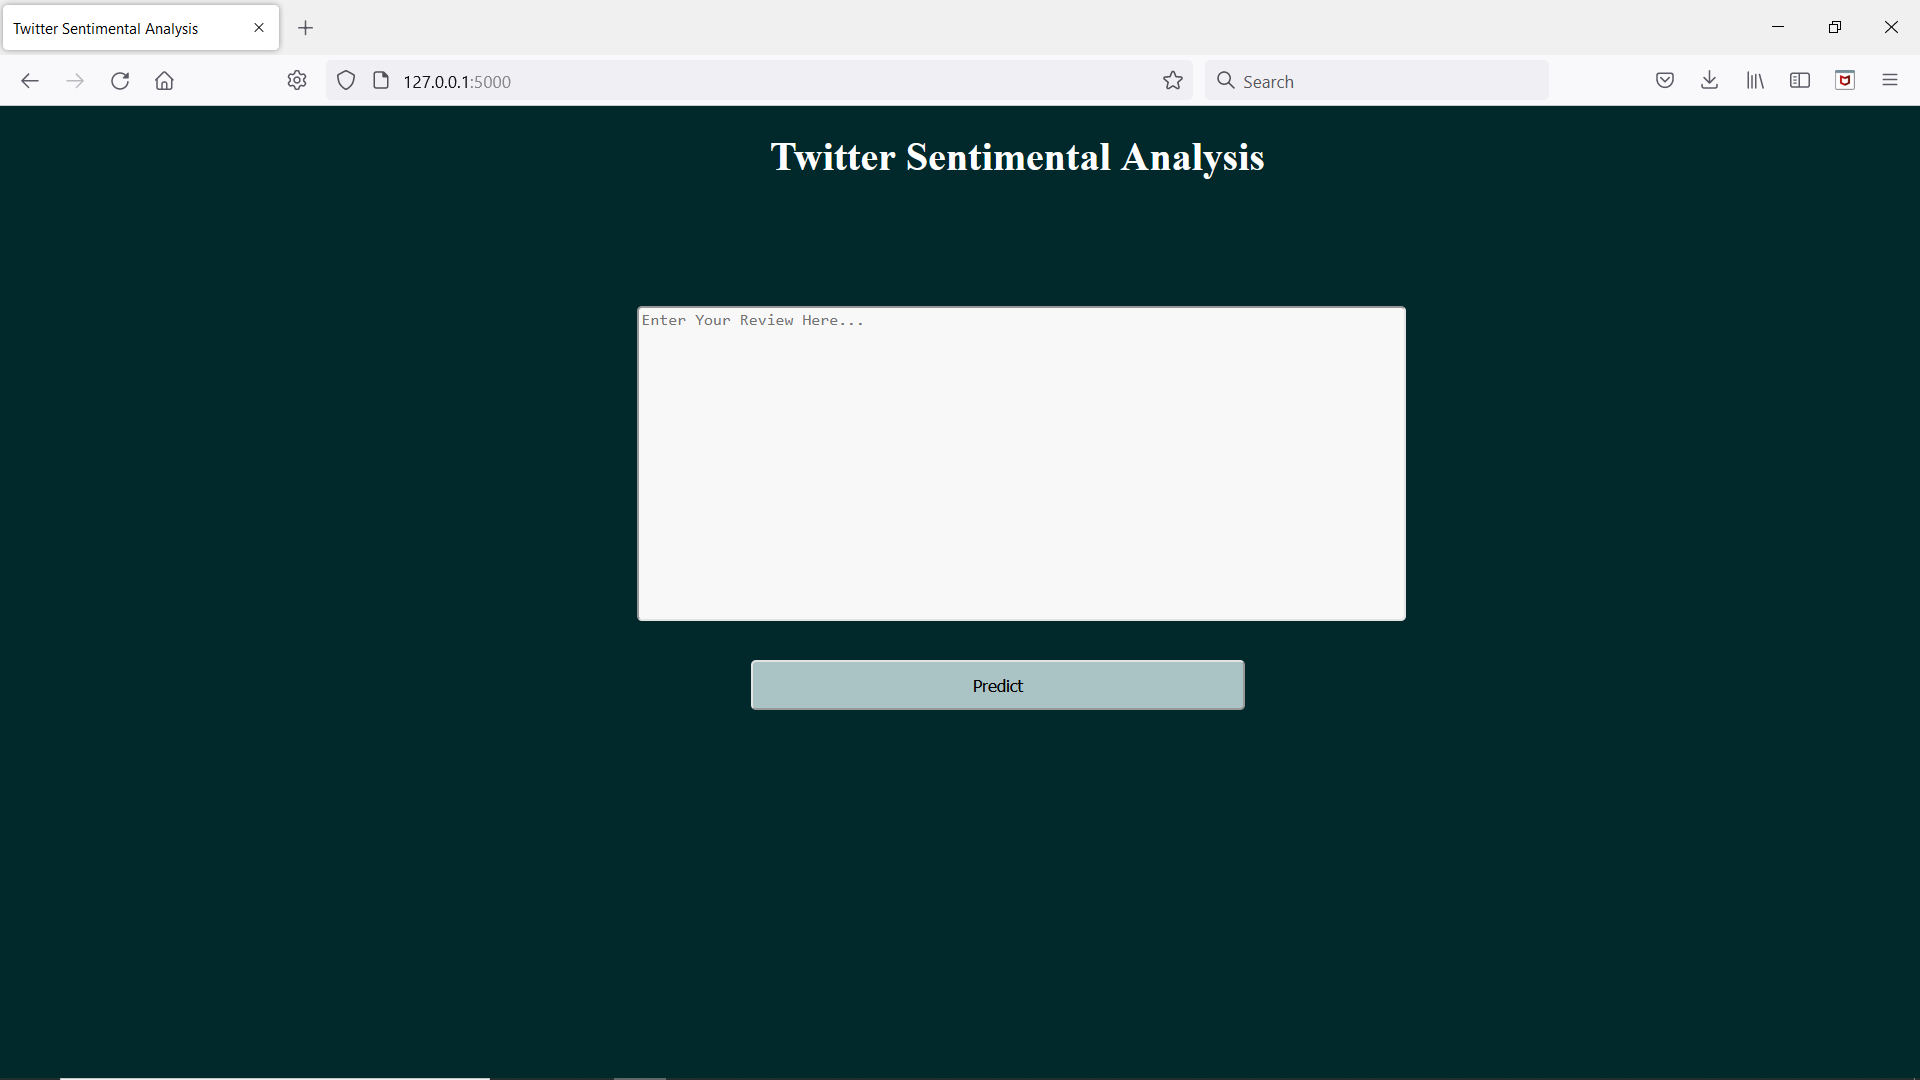 Twitter Sentimental Analysis
127.0.0.1:5000
Search
Twitter Sentimental Analysis
Enter Your Review Here...
Predict